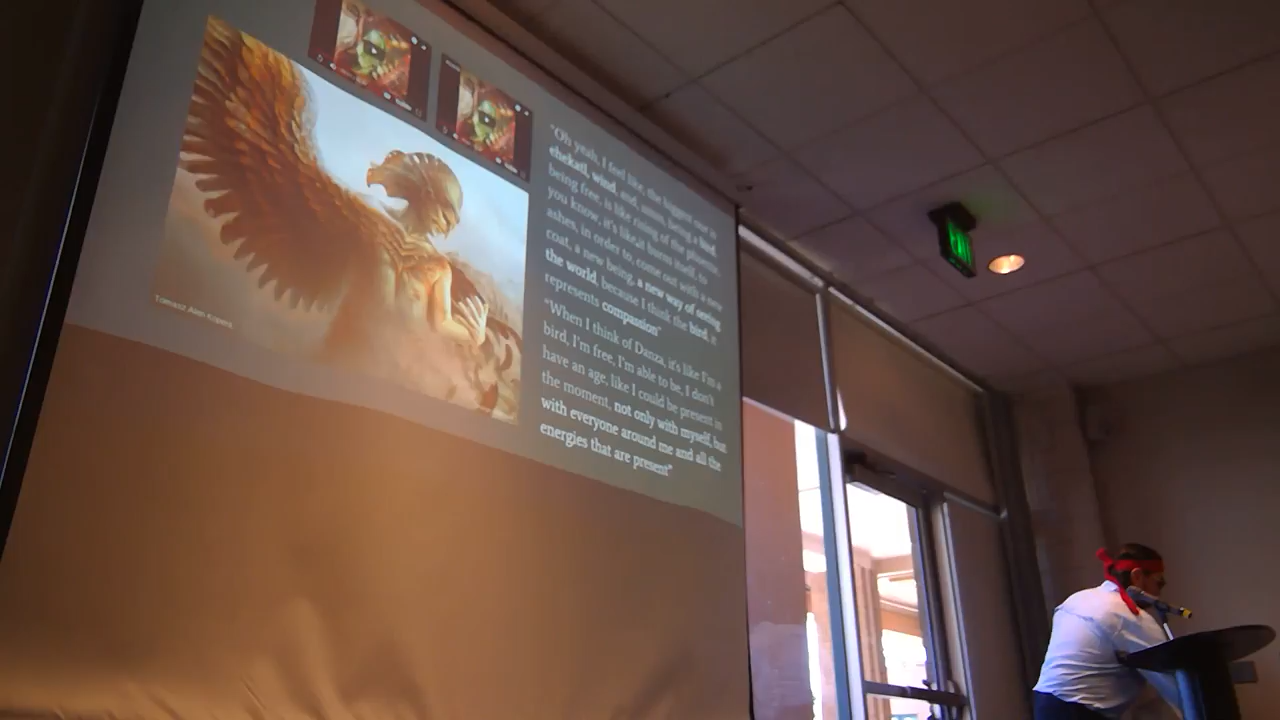 Tomasz Alen Kopera
"Oh yeah, I feel like, the biggest one is
ehekatl, wind, and, umm, being a bird,
being free, is like rising of the phoenix,
you know, it's like,it burns itself, to
ashes, in order to, come out with a new
coat, a new being, a new way of seeing
the world, because I think the bird, it
represents compassion"
"When I think of Danza, it's like I'm a
bird, I'm free, I'm able to be, I don't
have an age, like I could be present in
the moment, not only with myself, but
with everyone around me and all the
energies that are present"